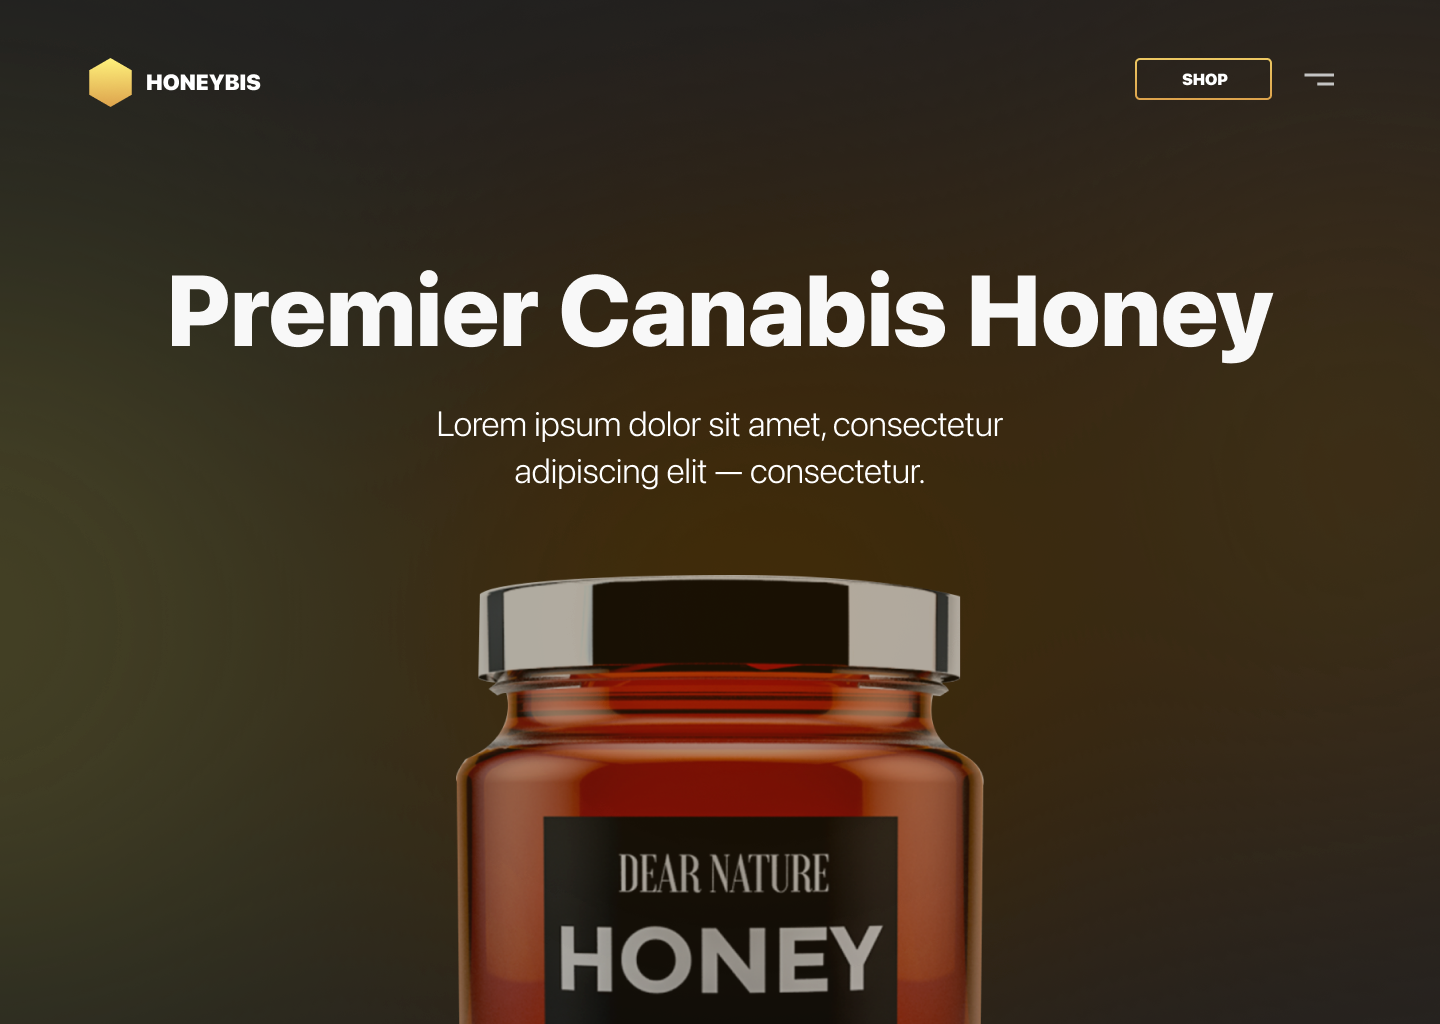 HONEYBIS
SHOP
Premier Canabis Honey
Lorem ipsum dolor sit amet, consectetur
adipiscing elit — consectetur.
DEAR NATURE
HONEY